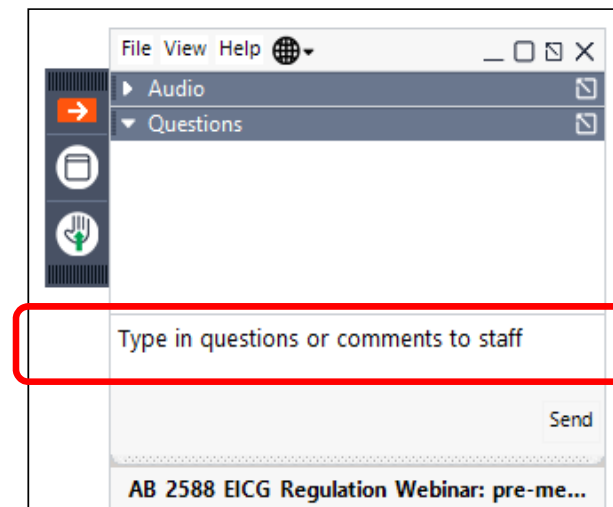 File View Help
Audio
Questions
Type in questions or comments to staff
Send
AB 2588 EICG Regulation Webinar: pre-me...